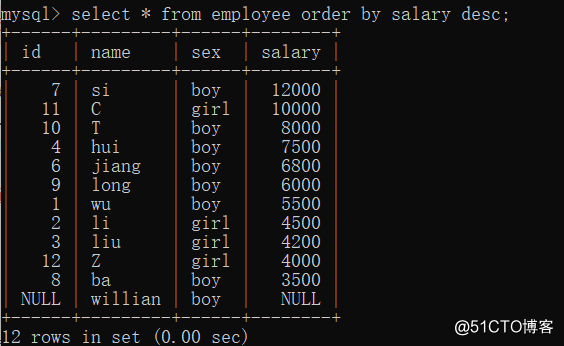 mysql> select * from employee order by salary desc;
+------+---------+------+--------+
| id   | name    | sex  | salary |
+------+---------+------+--------+
|    7 | si      | boy  |  12000 |
|   11 | C       | girl |  10000 |
|   10 | T       | boy  |   8000 |
|    4 | hui     | boy  |   7500 |
|    6 | jiang   | boy  |   6800 |
|    9 | long    | boy  |   6000 |
|    1 | wu      | boy  |   5500 |
|    2 | li      | girl |   4500 |
|    3 | liu     | girl |   4200 |
|   12 | Z       | girl |   4000 |
|    8 | ba      | boy  |   3500 |
| NULL | willian | boy  |   NULL |
+------+---------+------+--------+
12 rows in set (0.00 sec)
@51CTO博客